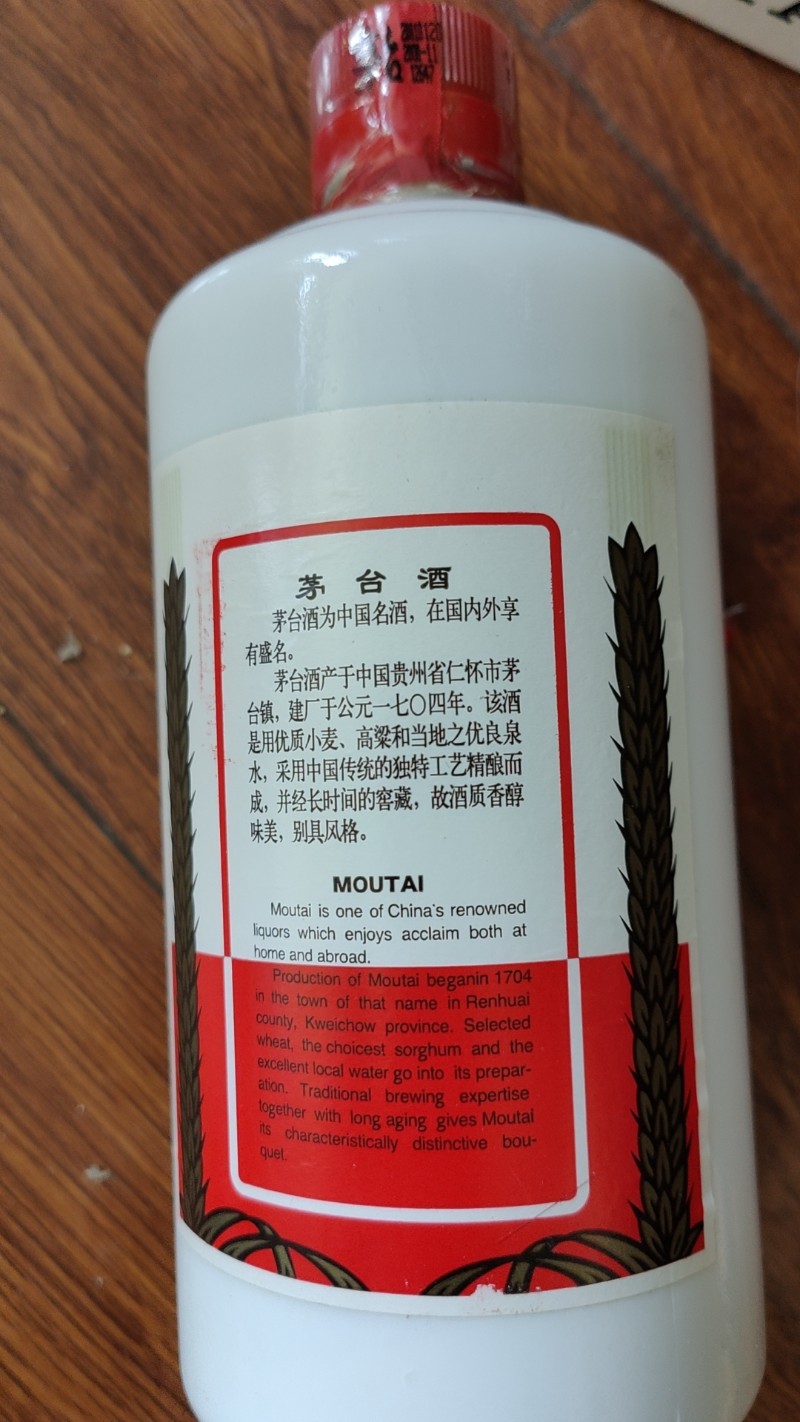 茅台酒
茅台酒为中国名酒，在国内外享
有盛名。
茅台酒产于中国贵州省仁怀市茅
台镇，建厂于公元一七〇四年。该酒
是用优质小麦、高粱和当地之优良泉
水，采用中国传统的独特工艺精酿而
成，并经长时间的窖藏，故酒质香醇
味美，别具风格。
MOUTAI
Moutai is one of China's renowned
liquors which enjoys acclaim both at
home and abroad.
Production of Moutai beganin 1704
in the town of that name in Renhuai
county, Kweichow province. Selected
wheat, the choicest sorghum and the
excellent local water go into its prepar-
ation. Traditional brewing expertise
together with long aging gives Moutai
its characteristically distinctive bou-
quet.